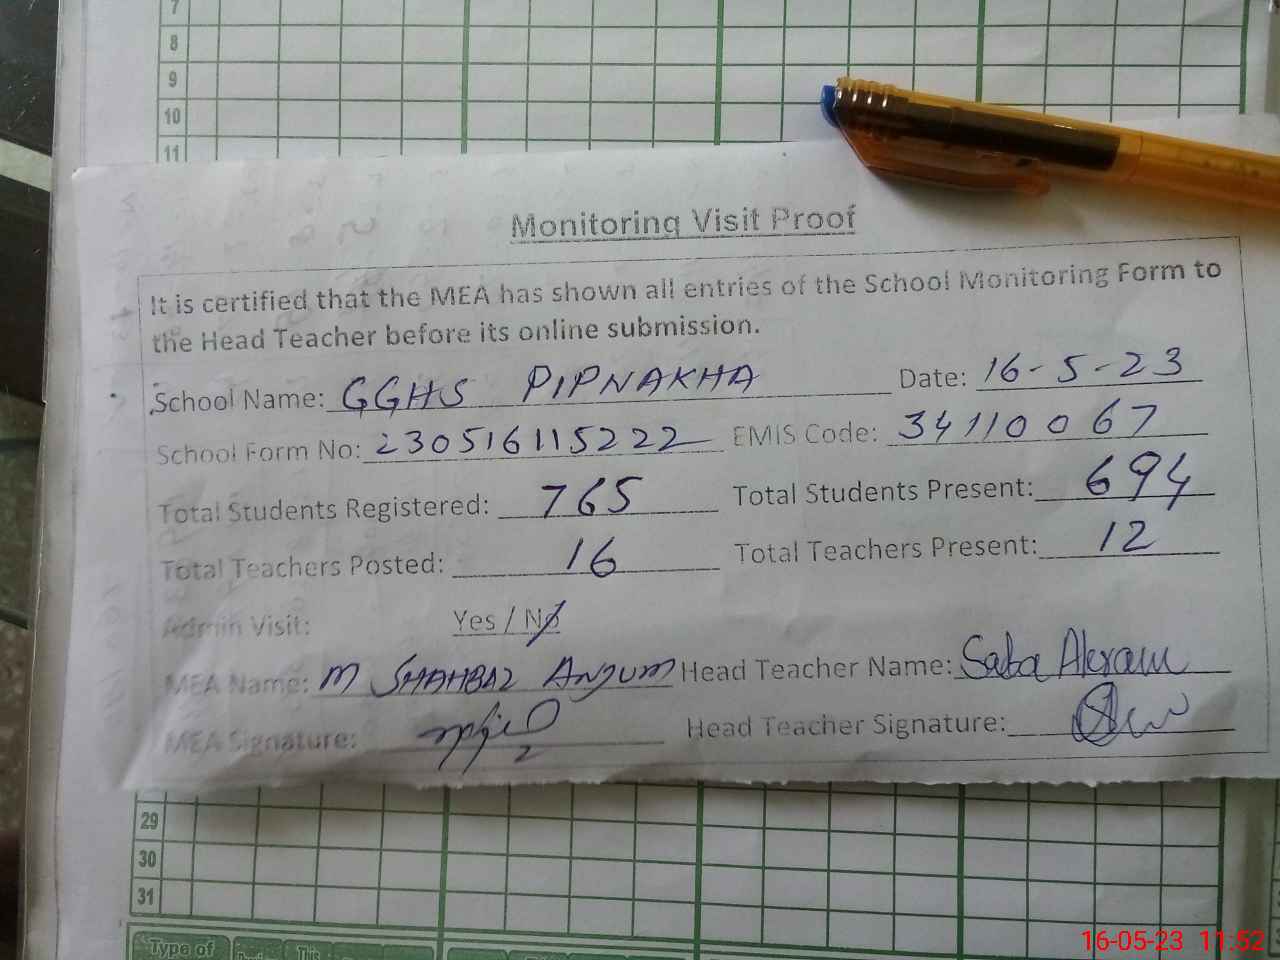 7
8
9
10
11
Monitoring Visit Proof
It is certified that the MEA has shown all entries of the School Monitoring Form to
the Head Teacher before its online submission.
School Name: GGHS PIPNAKHA Date: 16-5-23
School Form No: 230516115222 EMIS Code: 34110067
Total Students Registered: 765 Total Students Present: 694
Total Teachers Posted: 16 Total Teachers Present: 12
Admin Visit: Yes / No
MEA Name: M SHAHBAZ ANJUM Head Teacher Name: Saba Akram
MEA Signature: Head Teacher Signature:
29
30
31
Type of This
16-05-23 11:52